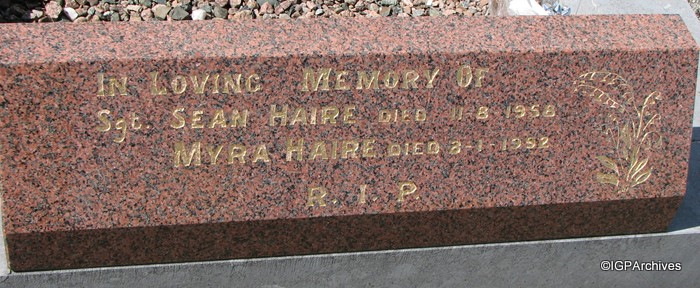 IN LOVING MEMORY OF
Sgt. SEAN HAIRE DIED 11-8-1958
MYRA HAIRE DIED 3-1-1952
R. I. P.
©IGPArchives